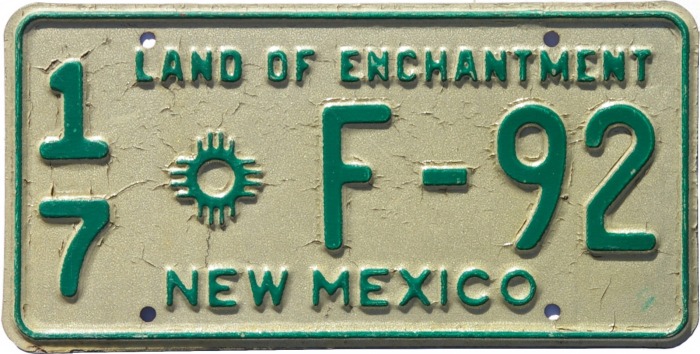 LAND OF ENCHANTMENT
1
7
F-92
NEW MEXICO